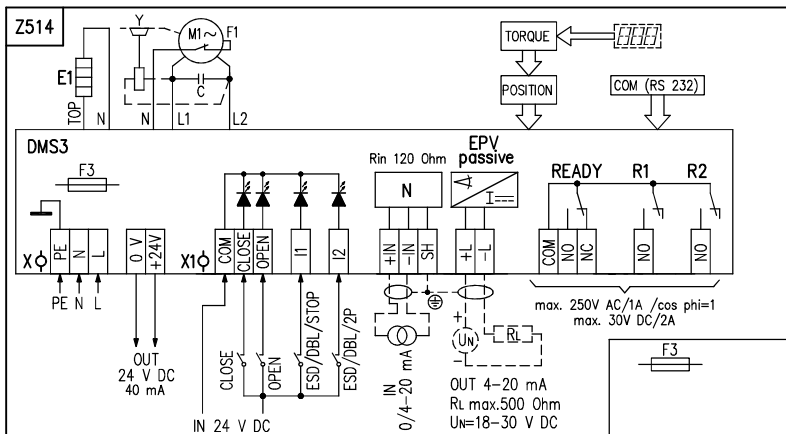 Z514
Y
M1~
F1
E1
C
TOP
N
N
L1
L2
TORQUE
POSITION
COM (RS 232)
DMS3
F3
Rin 120 Ohm
N
EPV
passive
I
READY
R1
R2
X
PE
N
L
0 V
+24V
X1
COM
CLOSE
OPEN
I1
I2
+IN
-IN
SH
+L
-L
COM
NO
NC
NO
NO
PE N L
OUT
24 V DC
40 mA
CLOSE
OPEN
ESD/DBL/STOP
ESD/DBL/2P
IN 24 V DC
IN
0/4-20 mA
+
UN
-
RL
OUT 4-20 mA
RL max.500 Ohm
UN=18-30 V DC
max. 250V AC/1A /cos phi=1
max. 30V DC/2A
F3